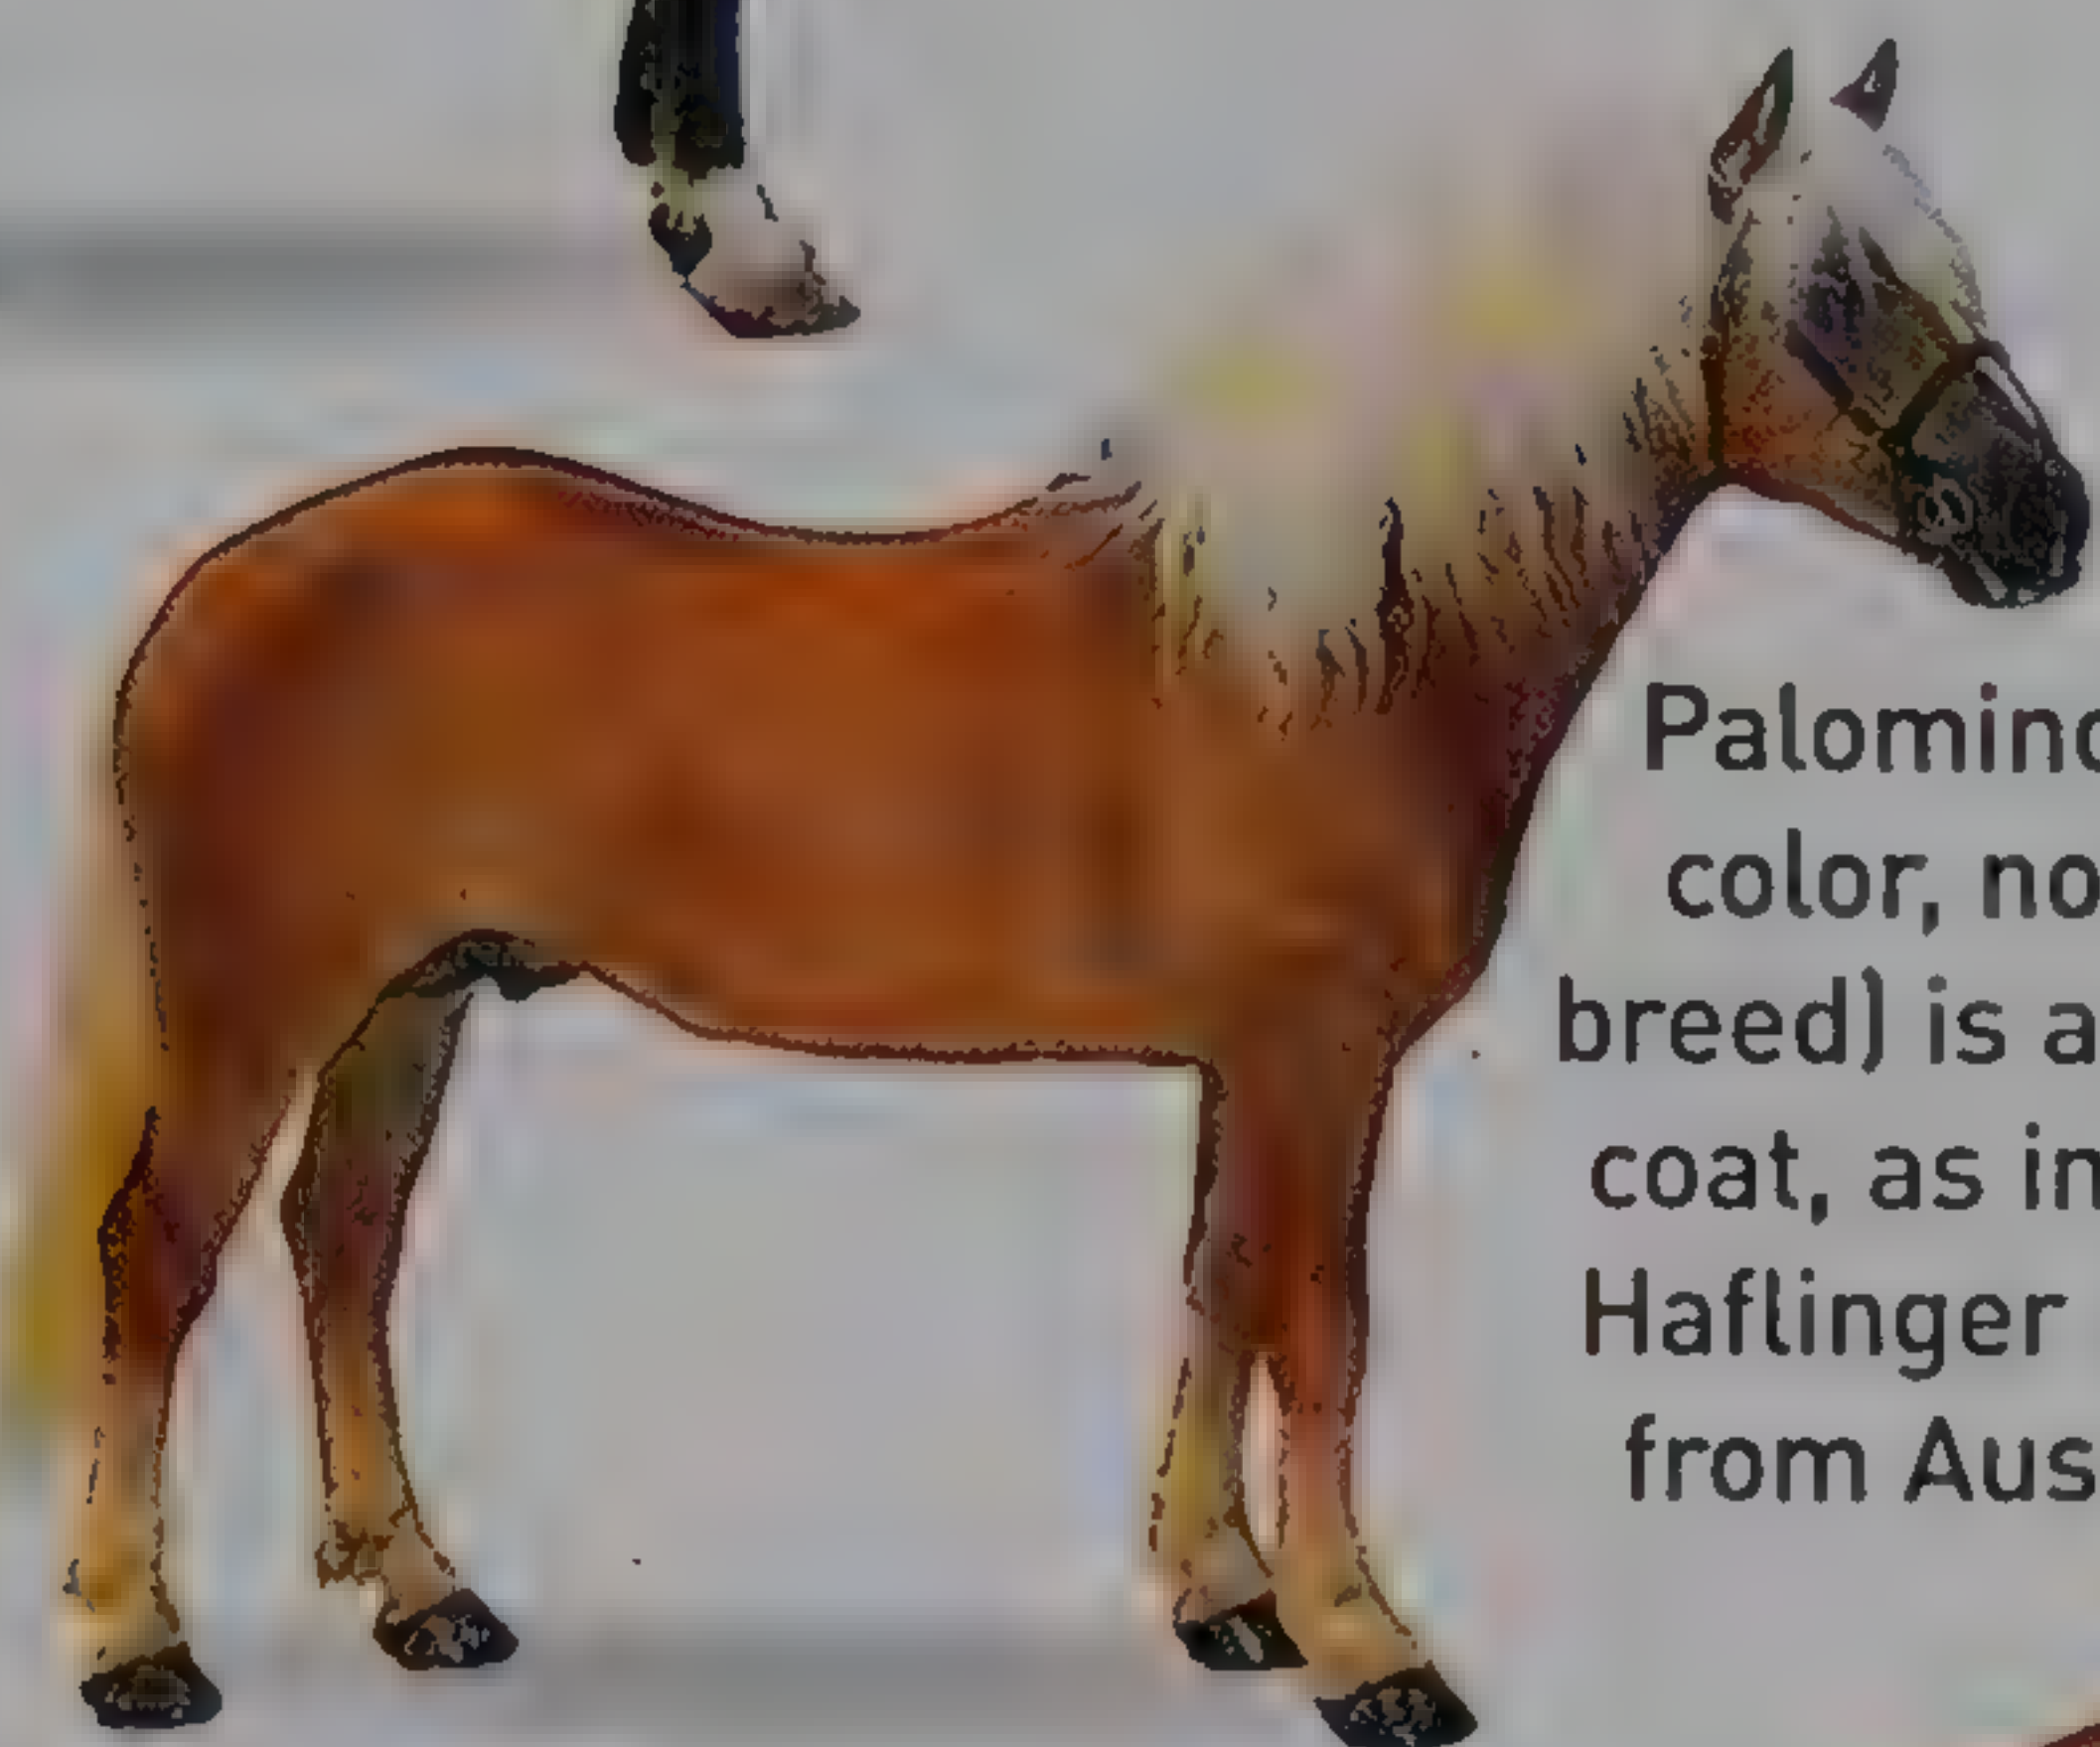 Palomino
color, no
breed) is a
coat, as in
Haflinger
from Aus